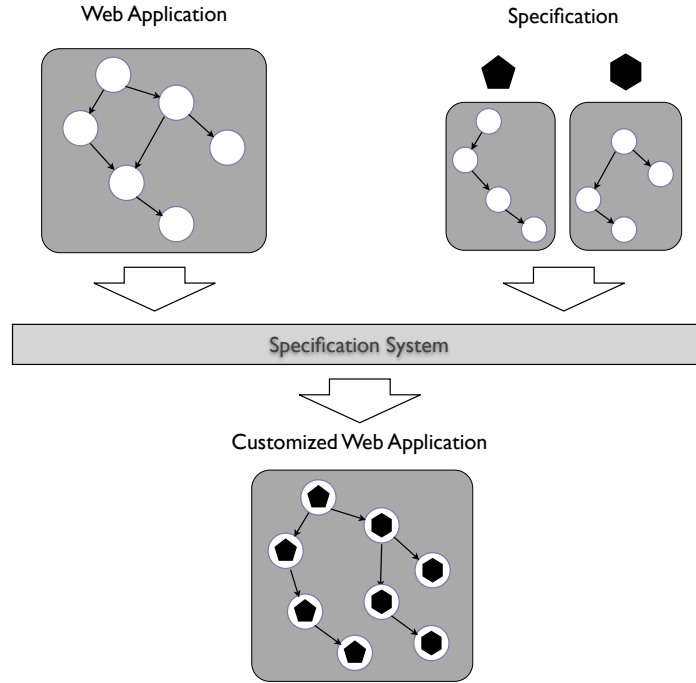 Web Application
Specification
Specification System
Customized Web Application